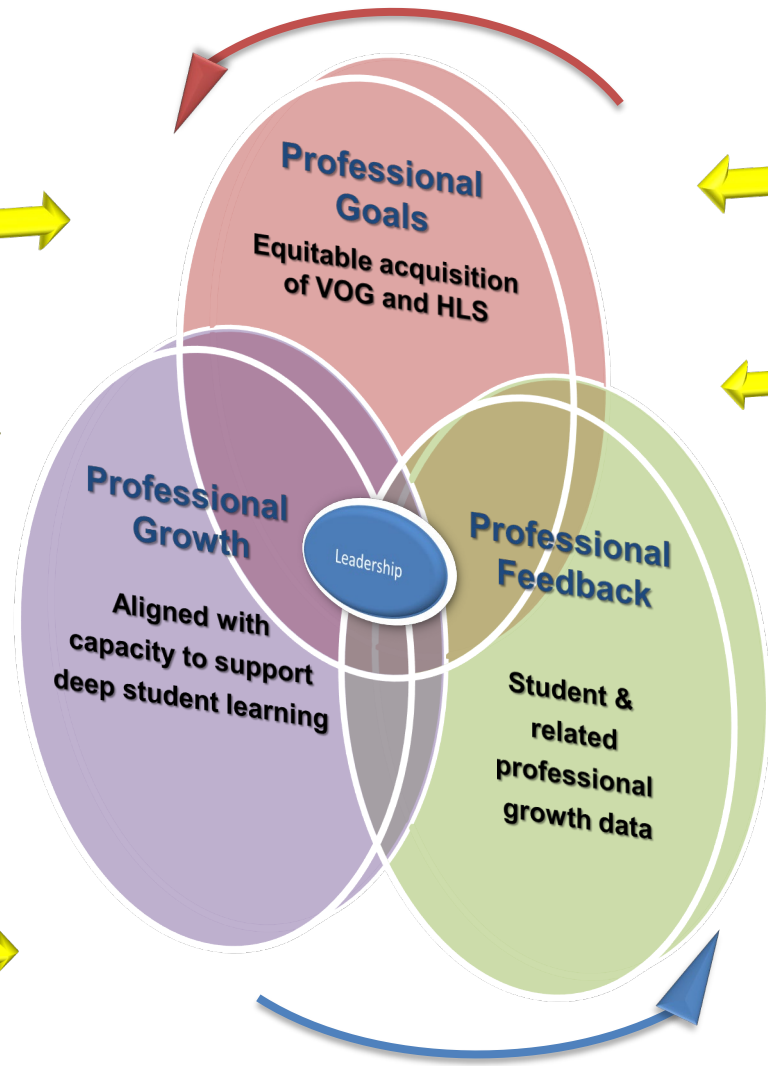 Professional
Goals
Equitable acquisition
of VOG and HLS
Professional
Growth
Aligned with
capacity to support
deep student learning
Leadership
Professional
Feedback
Student &
related
professional
growth data